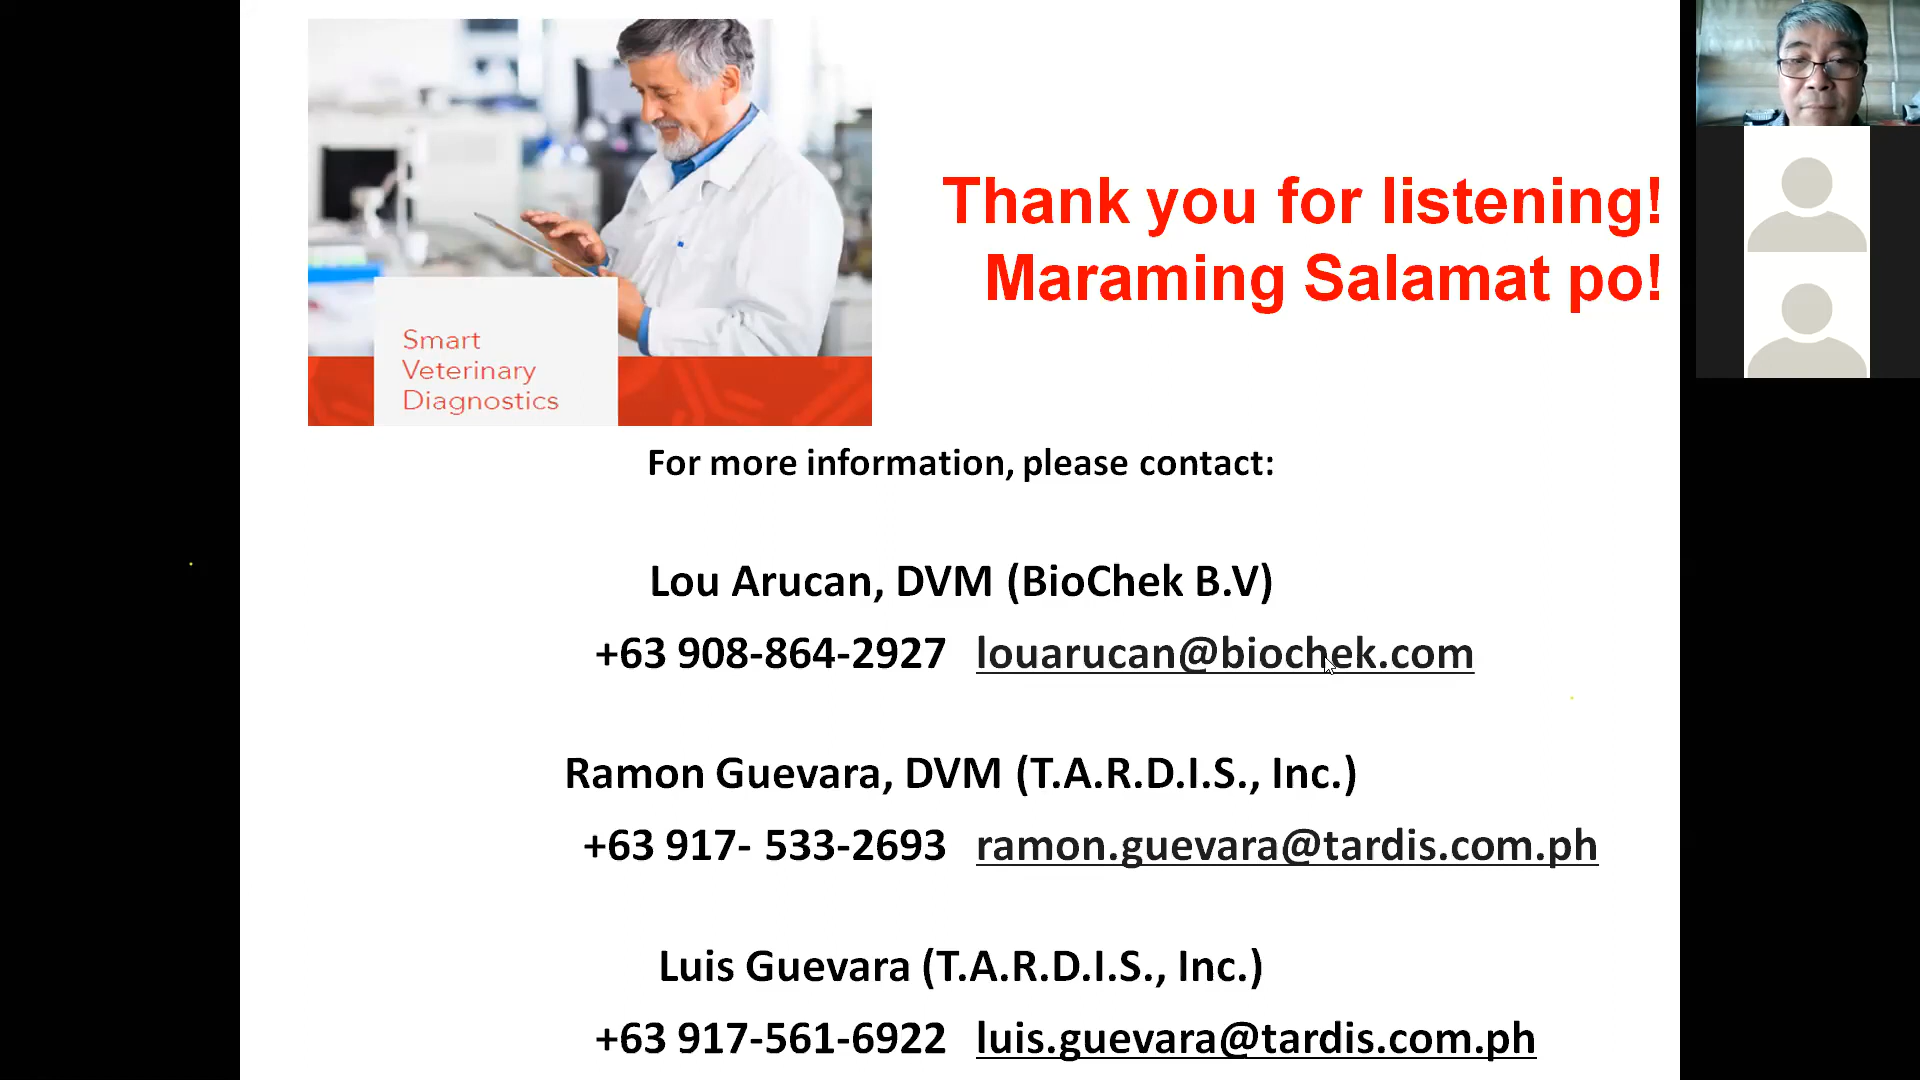 Thank you for listening!
Maraming Salamat po!
Smart
Veterinary
Diagnostics
For more information, please contact:
Lou Arucan, DVM (BioChek B.V)
+63 908-864-2927 louarucan@biochek.com
Ramon Guevara, DVM (T.A.R.D.I.S., Inc.)
+63 917- 533-2693 ramon.guevara@tardis.com.ph
Luis Guevara (T.A.R.D.I.S., Inc.)
+63 917-561-6922 luis.guevara@tardis.com.ph